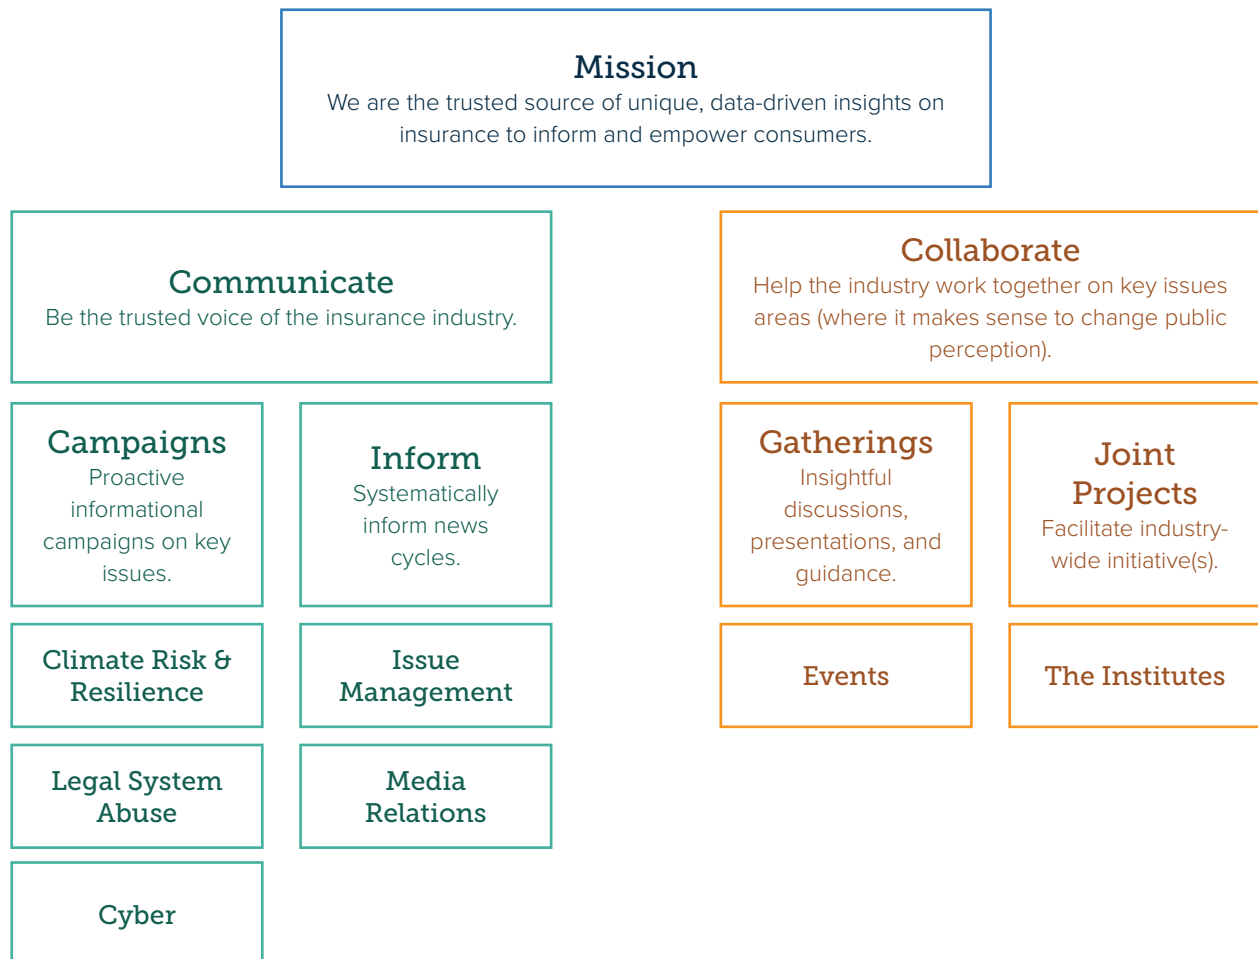 Mission
We are the trusted source of unique, data-driven insights on
insurance to inform and empower consumers.
Communicate
Be the trusted voice of the insurance industry.
Collaborate
Help the industry work together on key issues
areas (where it makes sense to change public
perception).
Campaigns
Proactive
informational
campaigns on key
issues.
Inform
Systematically
inform news
cycles.
Gatherings
Insightful
discussions,
presentations, and
guidance.
Joint
Projects
Facilitate industry-
wide initiative(s).
Climate Risk &
Resilience
Issue
Management
Events
The Institutes
Legal System
Abuse
Media
Relations
Cyber